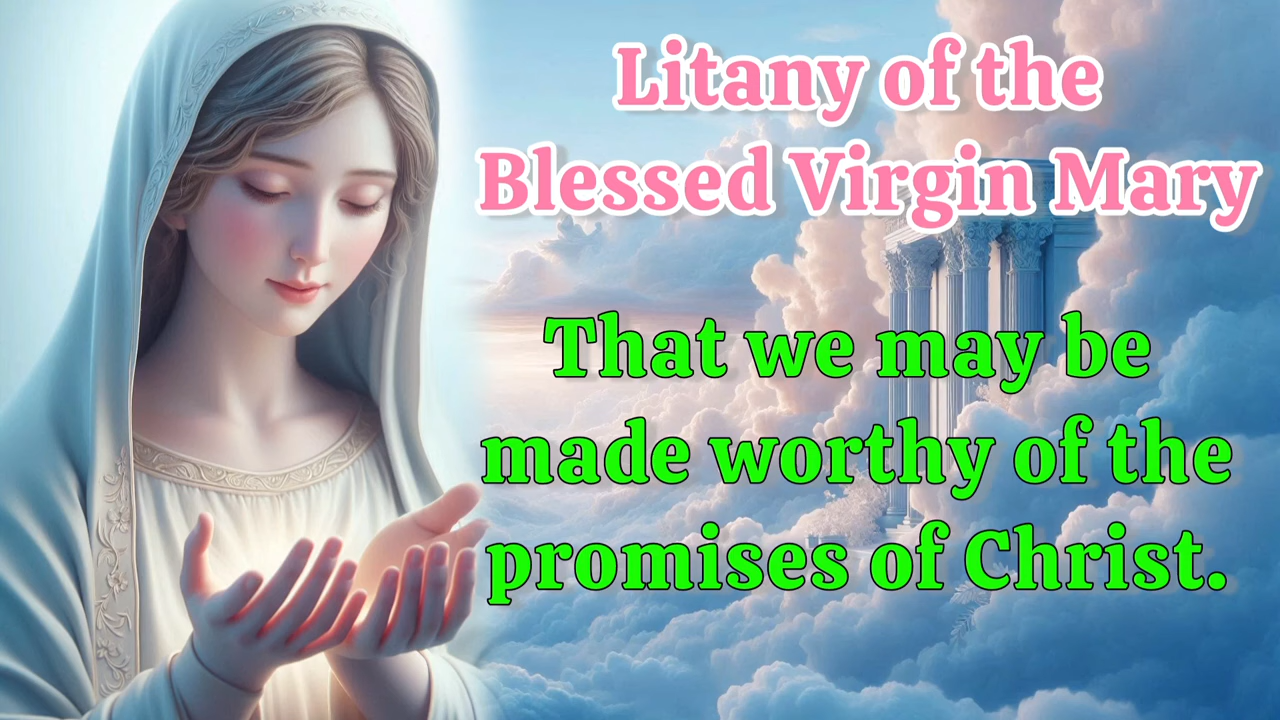 Litany of the
Blessed Virgin Mary
That we may be
made worthy of the
promises of Christ.